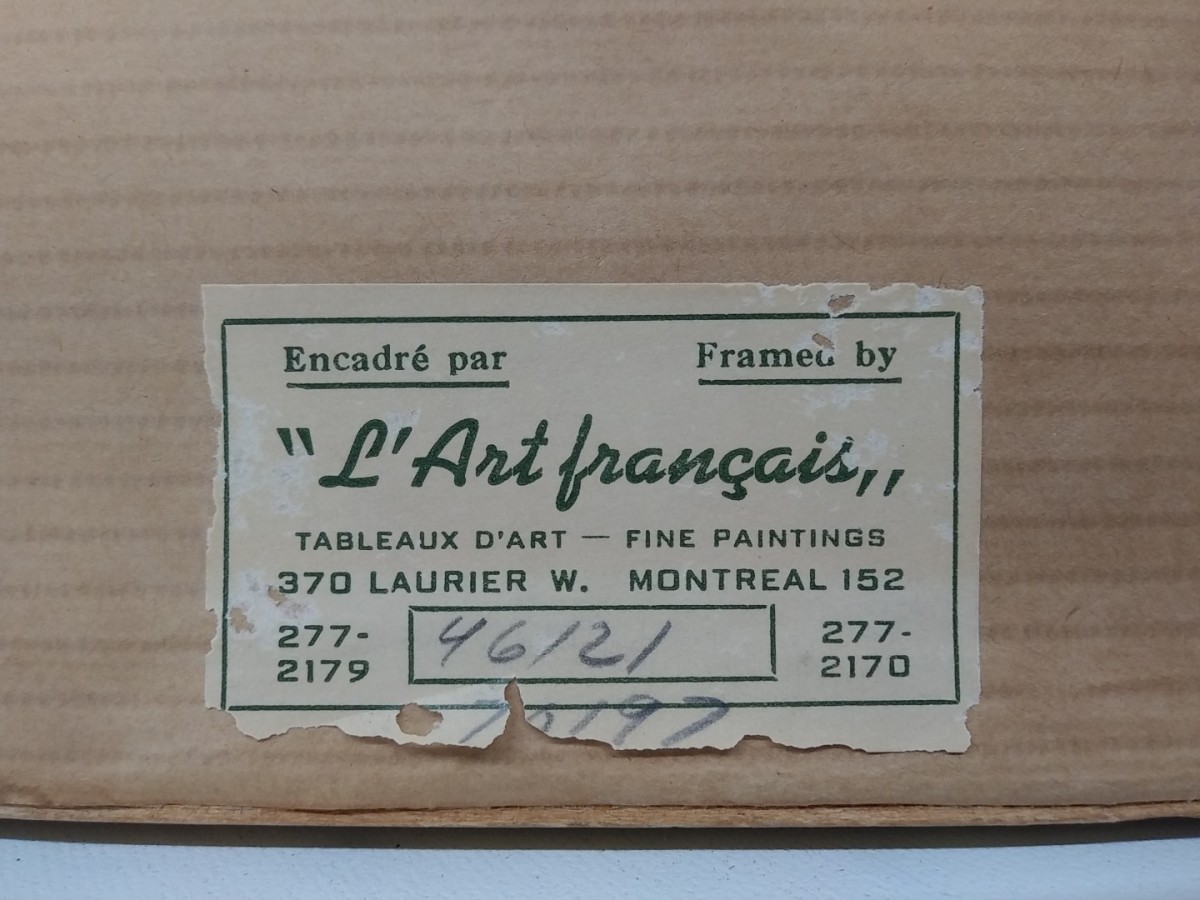 Encadré par Framed by
"L'Art français,,
TABLEAUX D'ART — FINE PAINTINGS
370 LAURIER W. MONTREAL 152
277-2179 46121 277-2170